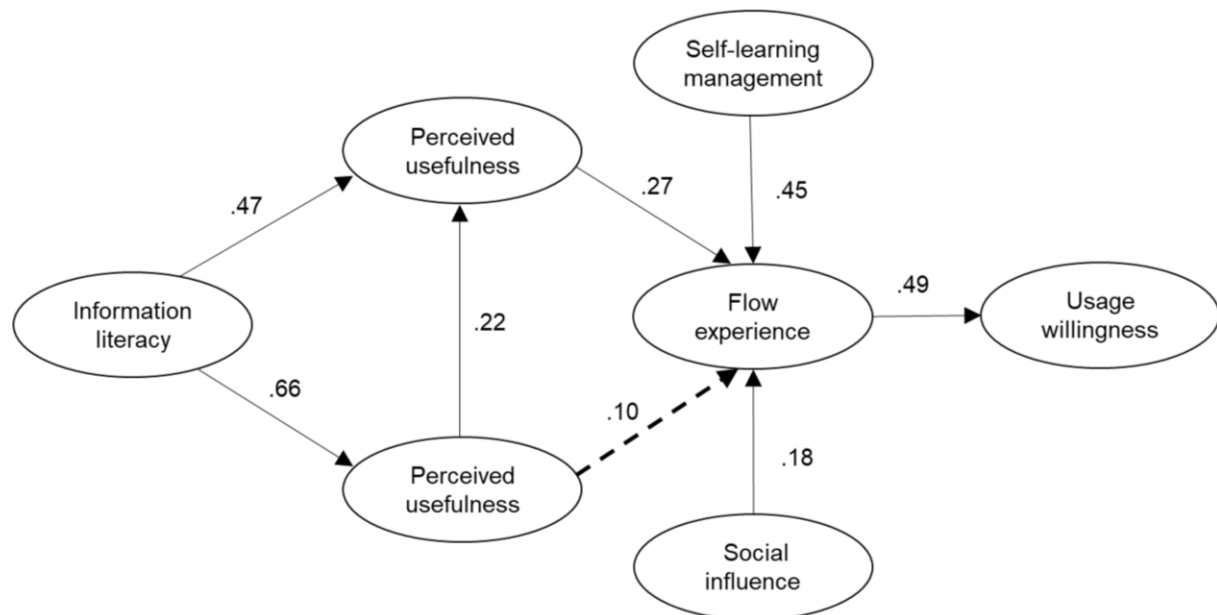 Self-learning
management
Perceived
usefulness
.47
.27
.45
Information
literacy
.22
Flow
experience
.49
Usage
willingness
.66
.10
Perceived
usefulness
.18
Social
influence